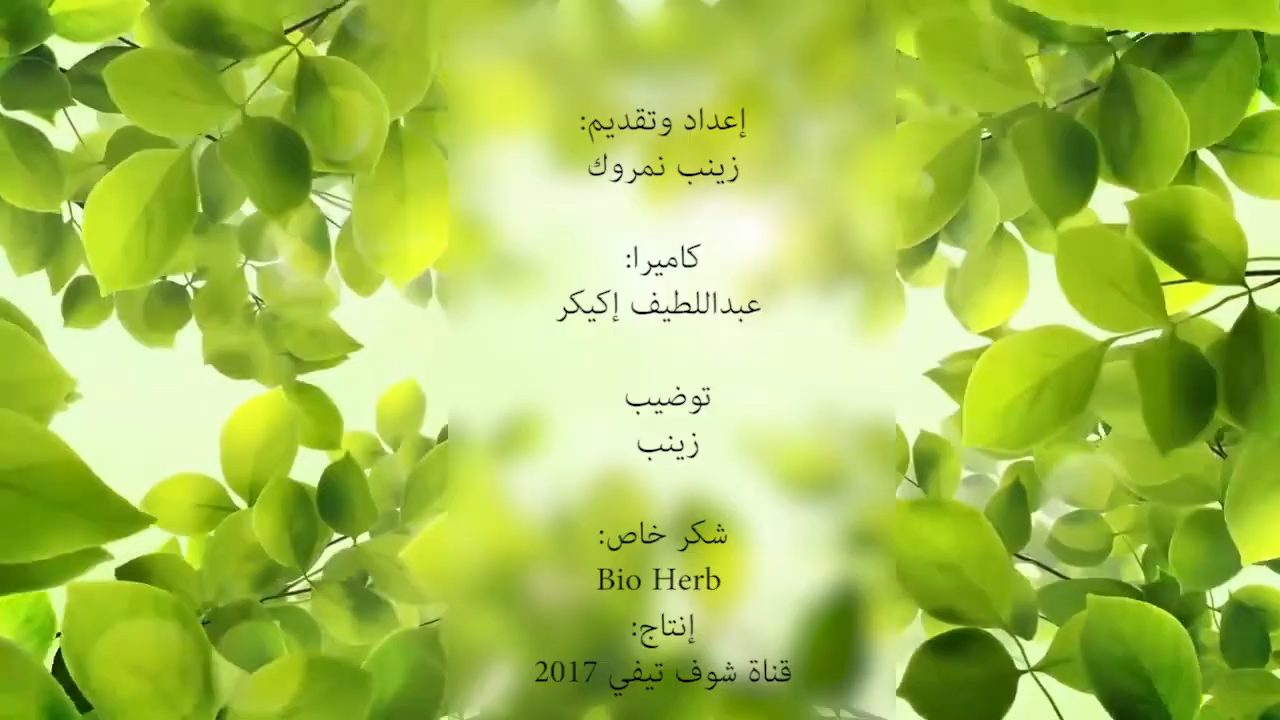 إعداد وتقديم:
زينب نمروك
كاميرا:
عبداللطيف إكيكر
توضيب
زينب
شكر خاص:
Bio Herb
إنتاج:
قناة شوف تيفي 2017